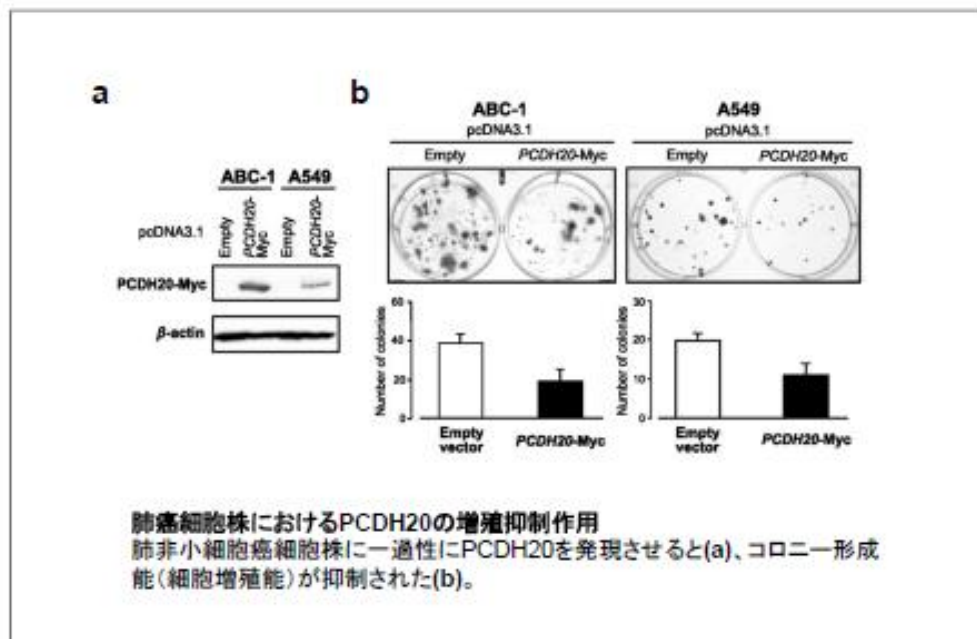 a
ABC-1 A549
pcDNA3.1
Empty
PCDH20-Myc
Empty
PCDH20-Myc
PCDH20-Myc
β-actin
b
ABC-1
pcDNA3.1
Empty PCDH20-Myc
A549
pcDNA3.1
Empty PCDH20-Myc
Number of colonies
60
40
20
0
Empty vector
PCDH20-Myc
Number of colonies
30
20
10
0
Empty vector
PCDH20-Myc
肺癌細胞株におけるPCDH20の増殖抑制作用
肺非小細胞癌細胞株に一過性にPCDH20を発現させると(a)、コロニー形成
能(細胞増殖能)が抑制された(b)。